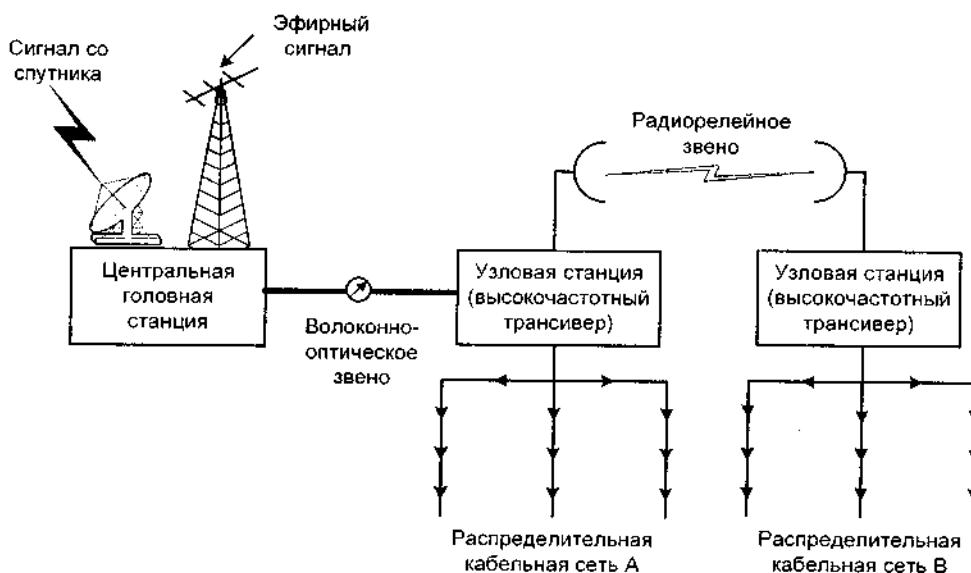 Эфирный
сигнал
Сигнал со
спутника
Радиорелейное
звено
Центральная
головная
станция
Волоконно-
оптическое
звено
Узловая станция
(высокочастотный
трансивер)
Узловая станция
(высокочастотный
трансивер)
Распределительная
кабельная сеть А
Распределительная
кабельная сеть В